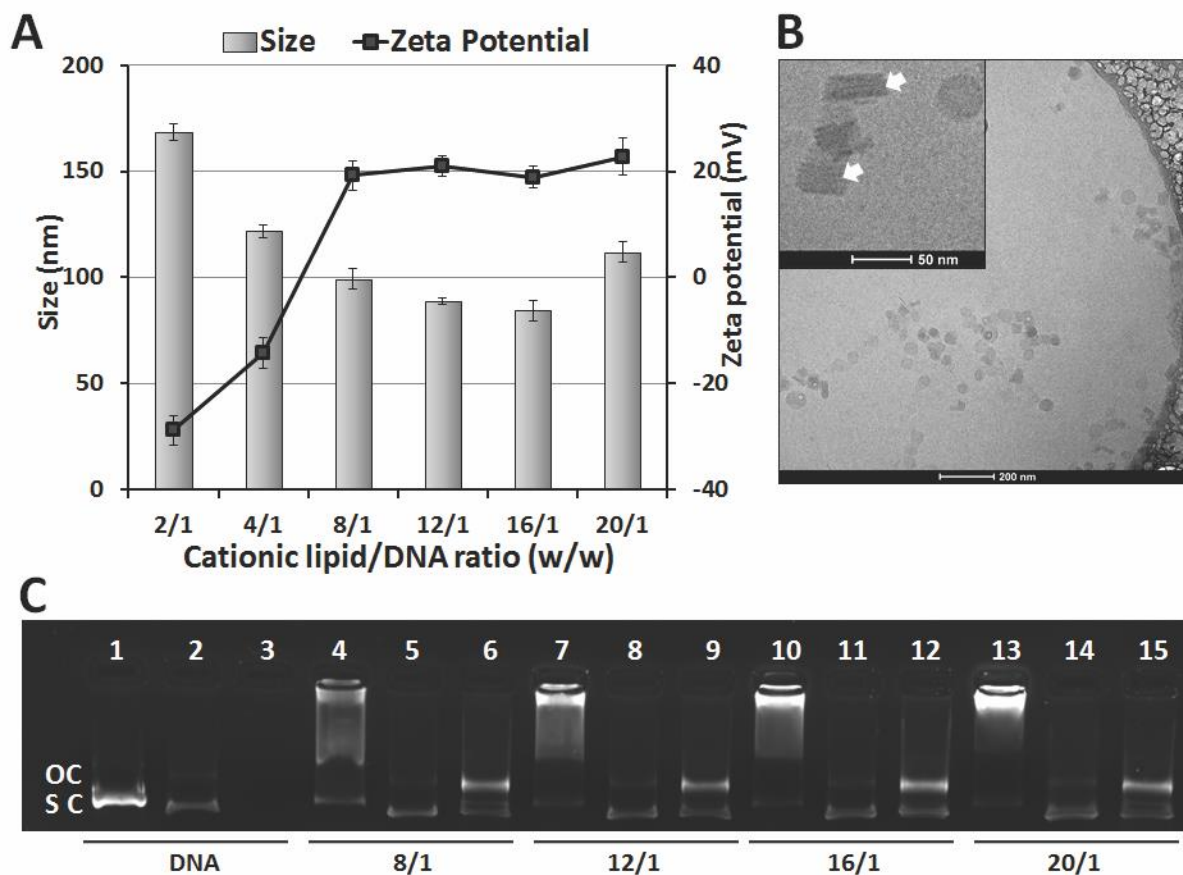 A
Size
Zeta Potential
200
150
100
50
0
Size (nm)
40
20
0
-20
-40
Zeta potential (mV)
2/1 4/1 8/1 12/1 16/1 20/1
Cationic lipid/DNA ratio (w/w)
B
50 nm
200 nm
C
1 2 3 4 5 6 7 8 9 10 11 12 13 14 15
OC
S C
DNA 8/1 12/1 16/1 20/1